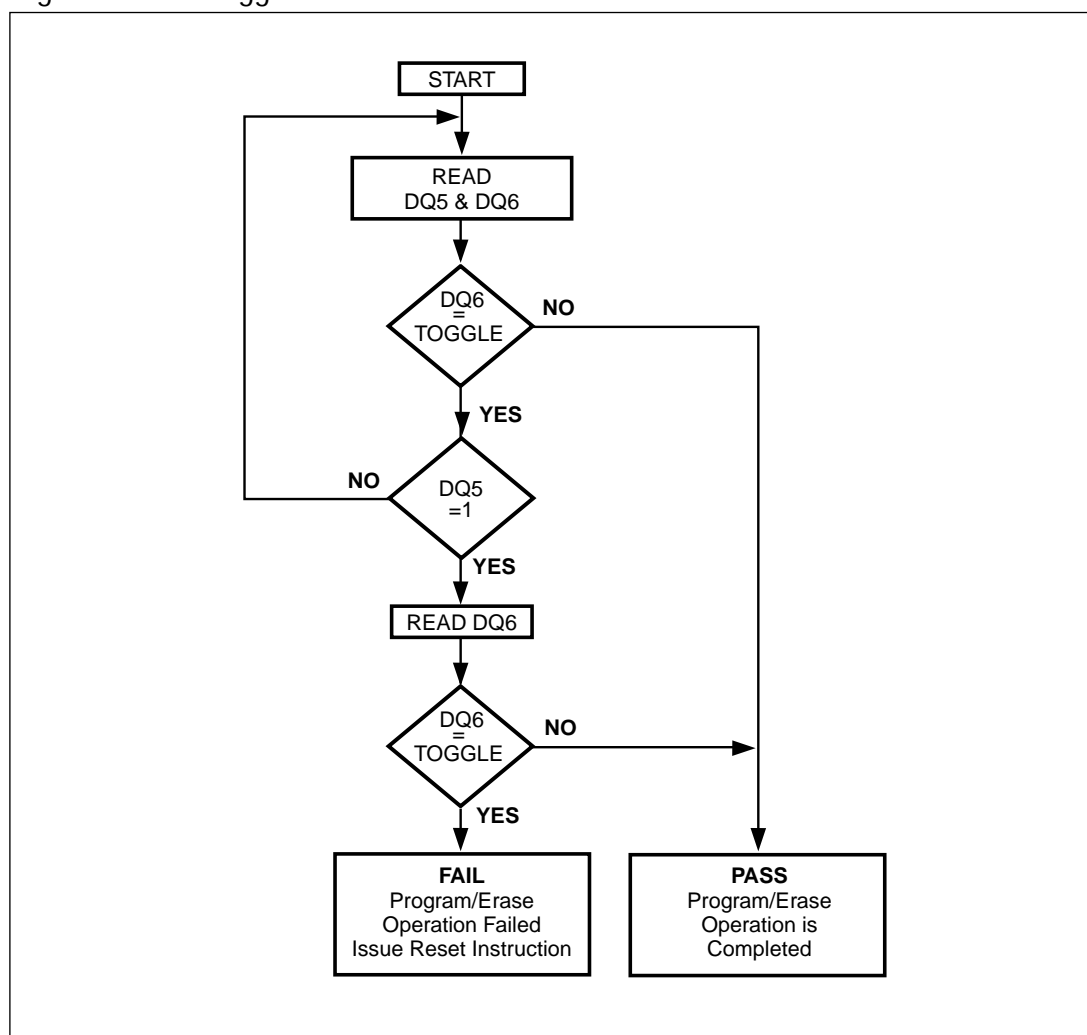 START
READ
DQ5 & DQ6
DQ6
=
TOGGLE
NO
YES
NO
DQ5
=1
YES
READ DQ6
DQ6
=
TOGGLE
NO
YES
FAIL
Program/Erase
Operation Failed
Issue Reset Instruction
PASS
Program/Erase
Operation is
Completed